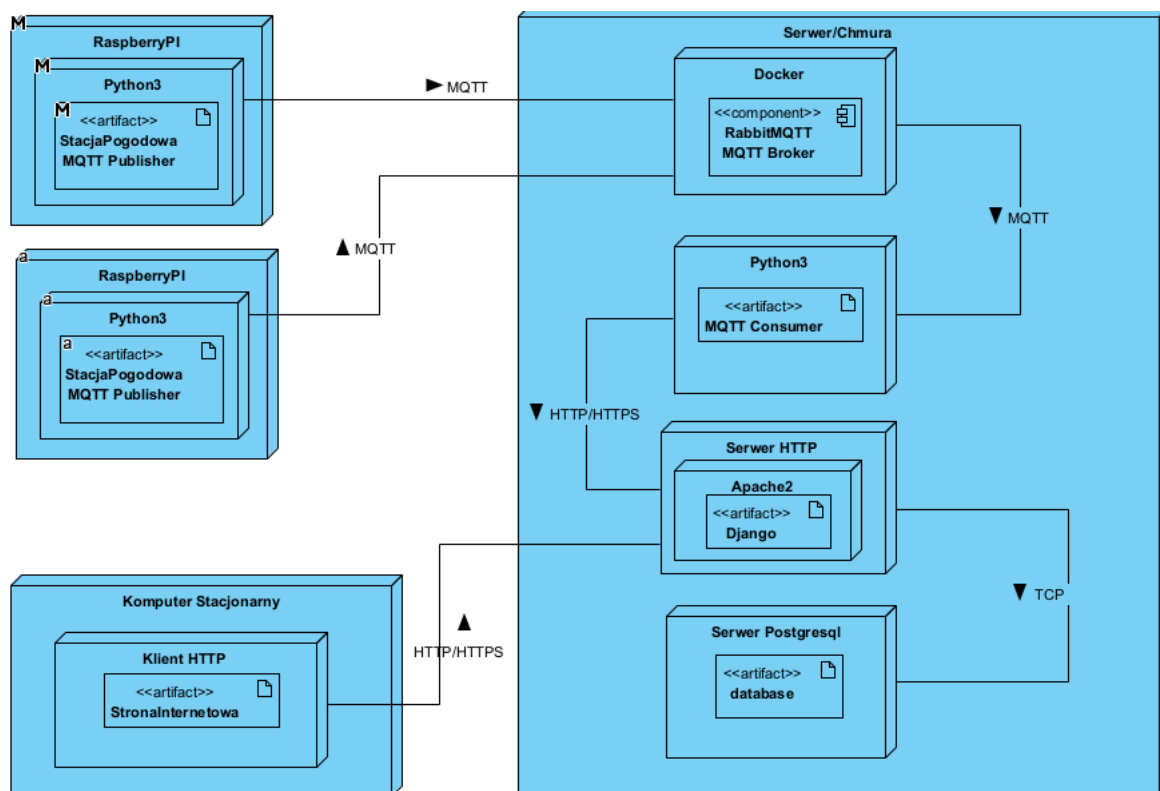 M
RaspberryPI
M
Python3
M
<<artifact>>
StacjaPogodowa
MQTT Publisher
MQTT
a
RaspberryPI
a
Python3
a
<<artifact>>
StacjaPogodowa
MQTT Publisher
MQTT
Komputer Stacjonarny
Klient HTTP
<<artifact>>
StronaInternetowa
HTTP/HTTPS
Serwer/Chmura
Docker
<<component>>
RabbitMQTT
MQTT Broker
MQTT
Python3
<<artifact>>
MQTT Consumer
HTTP/HTTPS
Serwer HTTP
Apache2
<<artifact>>
Django
TCP
Serwer Postgresql
<<artifact>>
database